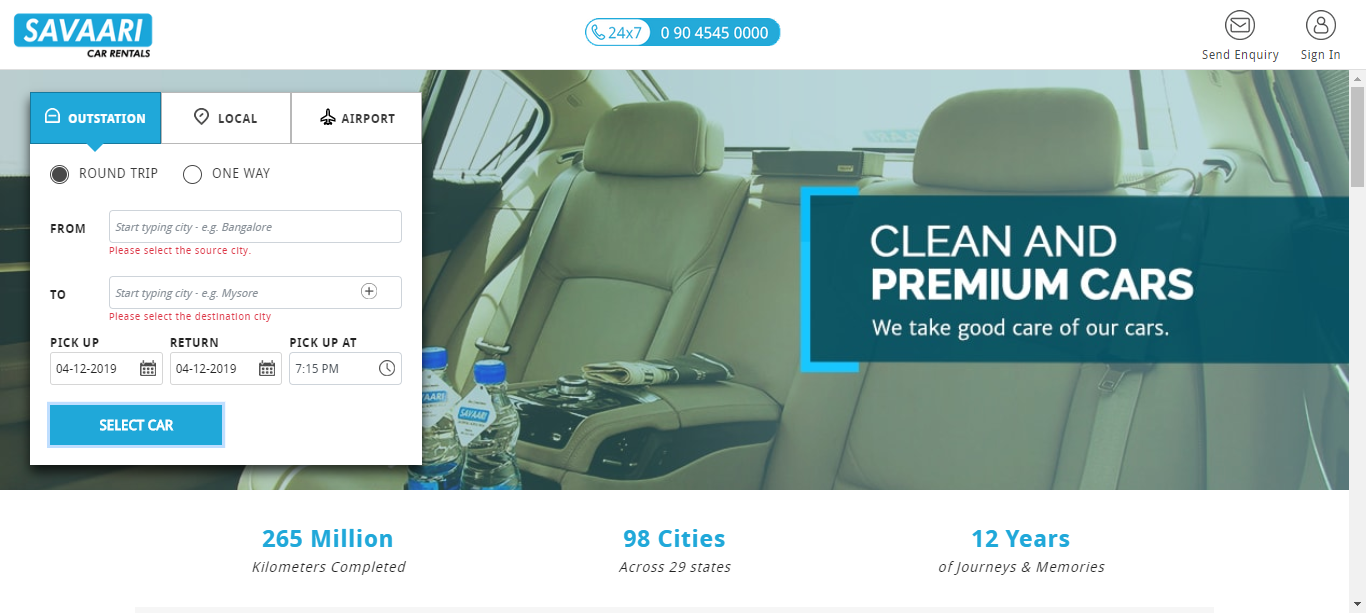 SAVAARI
CAR RENTALS
24x7 0 90 4545 0000
Send Enquiry
Sign In
OUTSTATION
LOCAL
AIRPORT
ROUND TRIP
ONE WAY
FROM
Start typing city - e.g. Bangalore
Please select the source city.
TO
Start typing city - e.g. Mysore
Please select the destination city
PICK UP
RETURN
PICK UP AT
04-12-2019
04-12-2019
7:15 PM
SELECT CAR
CLEAN AND
PREMIUM CARS
We take good care of our cars.
AARI
SAVAARI
265 Million
98 Cities
12 Years
Kilometers Completed
Across 29 states
of Journeys & Memories